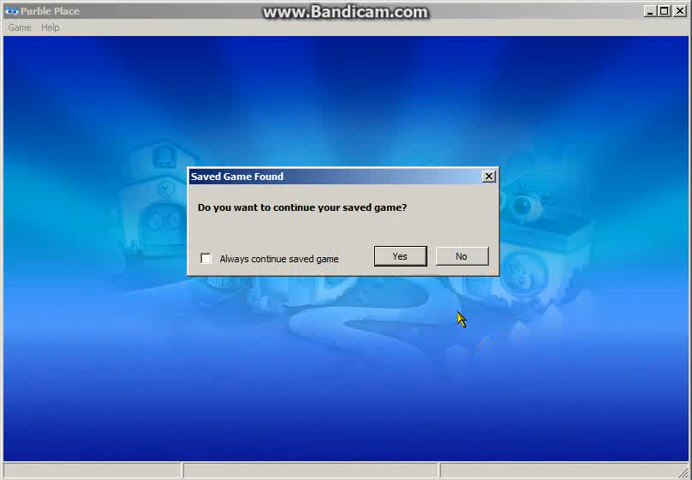 Purble Place
www.Bandicam.com
Game Help
Saved Game Found
Do you want to continue your saved game?
Always continue saved game
Yes
No